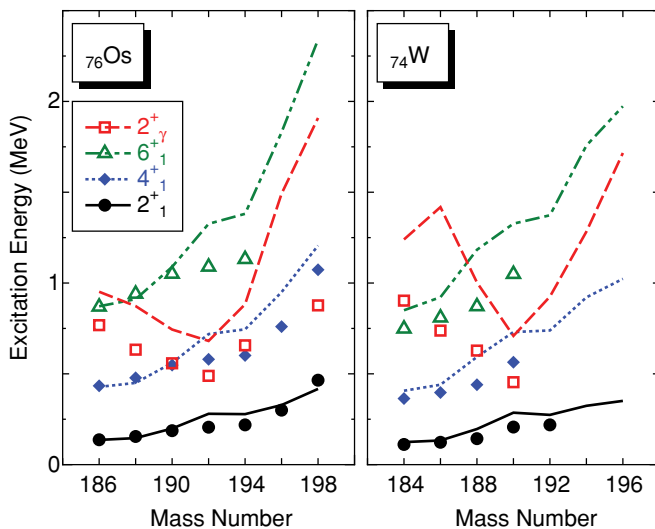 76Os
74W
2+γ
6+1
4+1
2+1
Excitation Energy (MeV)
2
1
0
186 190 194 198
184 188 192 196
Mass Number
Mass Number